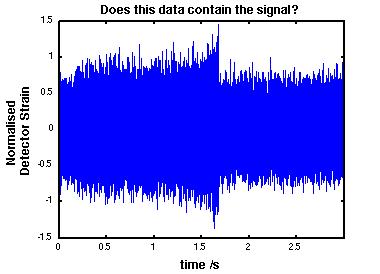 Does this data contain the signal?
Normalised
Detector Strain
1.5
1
0.5
0
-0.5
-1
-1.5
0 0.5 1 1.5 2 2.5
time /s